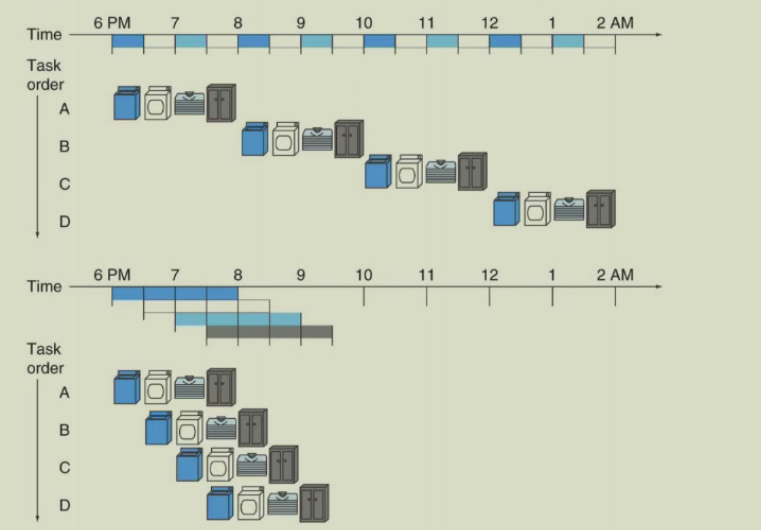 6 PM 7 8 9 10 11 12 1 2 AM
Time
Task
order
A
B
C
D
6 PM 7 8 9 10 11 12 1 2 AM
Time
Task
order
A
B
C
D